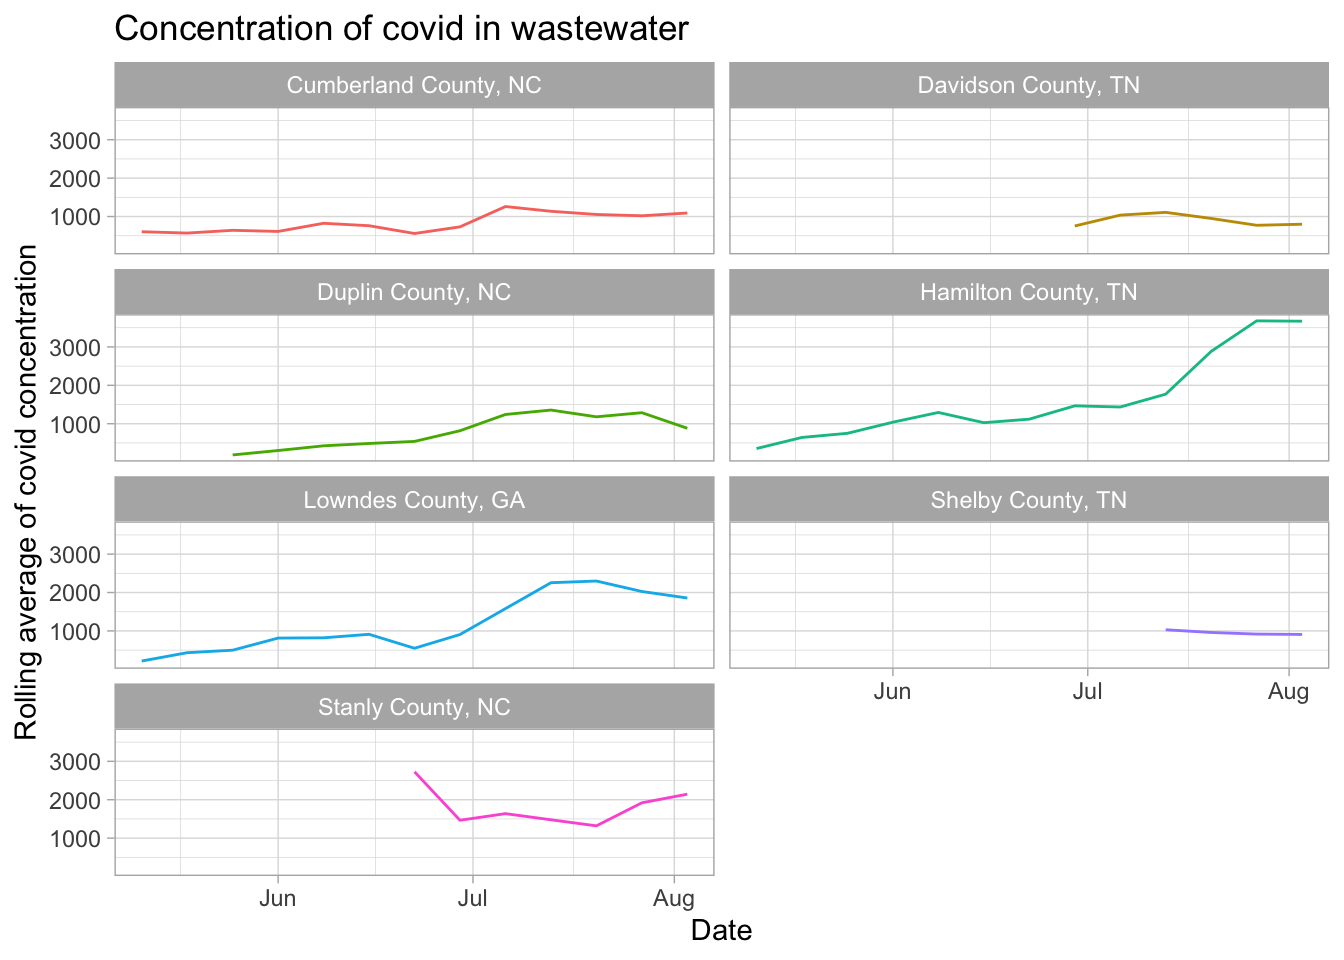 Concentration of covid in wastewater
Cumberland County, NC
Davidson County, TN
3000
2000
1000
Duplin County, NC
Hamilton County, TN
3000
2000
1000
Rolling average of covid concentration
Lowndes County, GA
Shelby County, TN
3000
2000
1000
Jun Jul Aug
Stanly County, NC
3000
2000
1000
Jun Jul Aug
Date